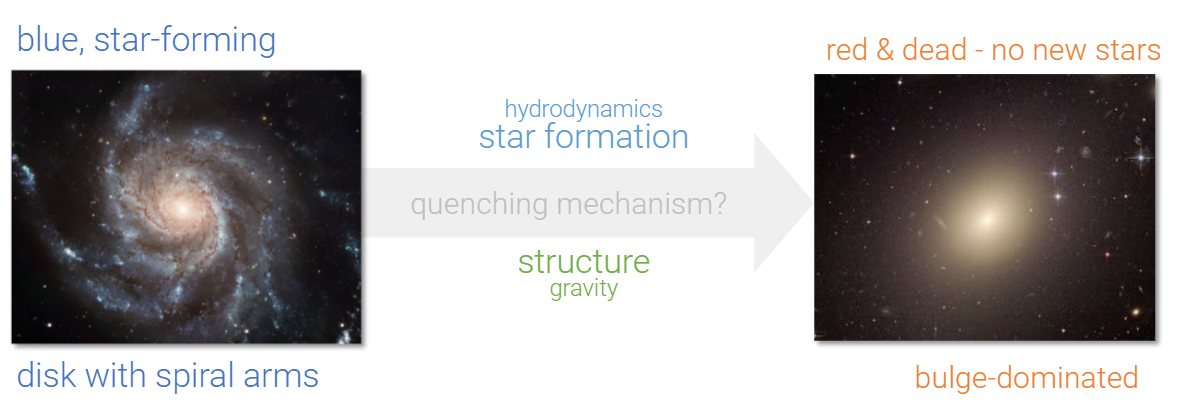 blue, star-forming
disk with spiral arms
hydrodynamics
star formation
quenching mechanism?
structure
gravity
red & dead - no new stars
bulge-dominated